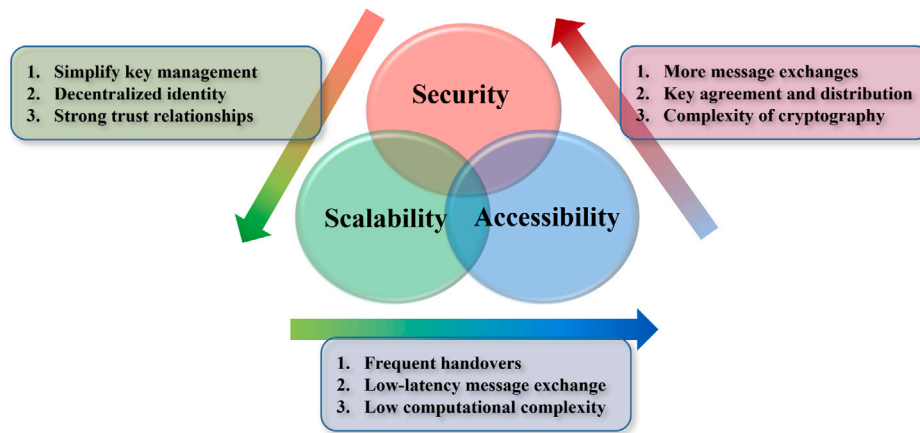 1. Simplify key management
2. Decentralized identity
3. Strong trust relationships
Security
1. More message exchanges
2. Key agreement and distribution
3. Complexity of cryptography
Scalability
Accessibility
1. Frequent handovers
2. Low-latency message exchange
3. Low computational complexity